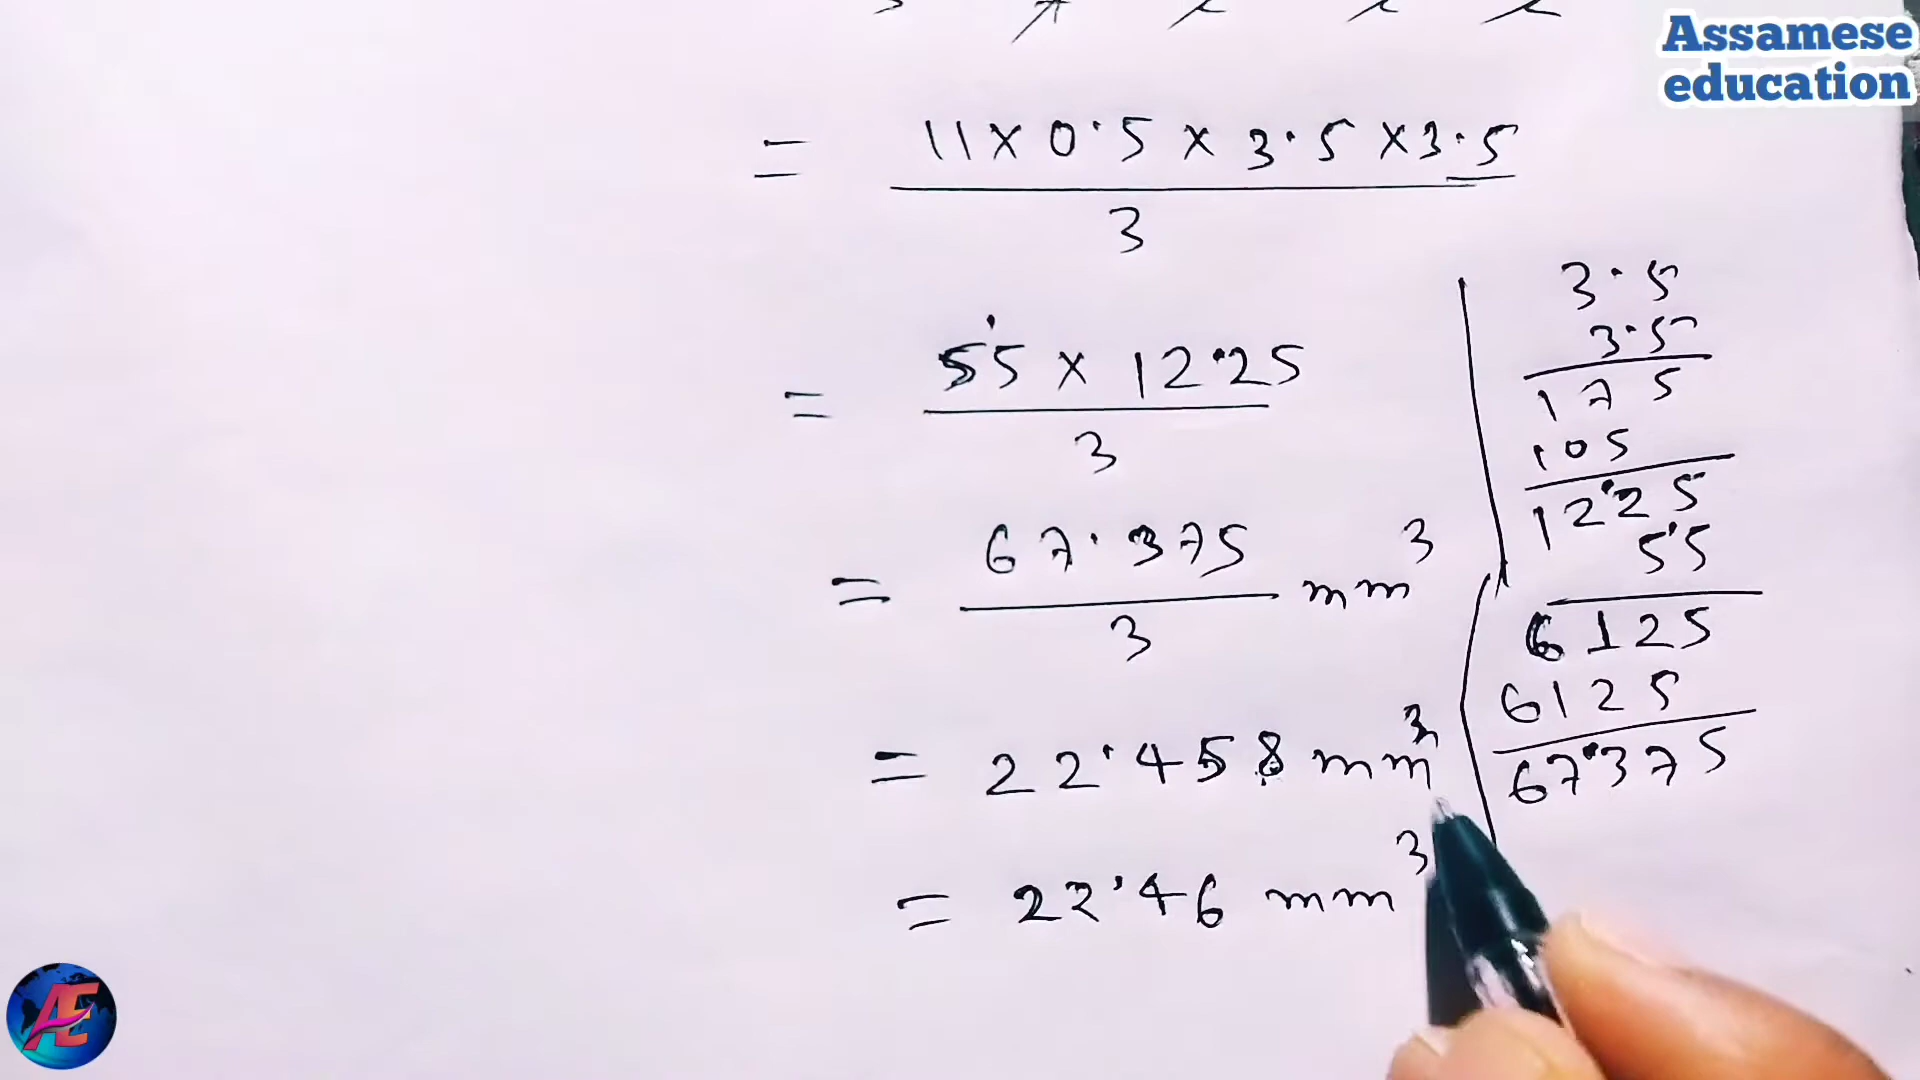 Assamese
education
= 11 × 0.5 × 3.5 × 3.5
3
= 5.5 × 12.25
3
= 67.375 mm³
3
= 22.458 mm³
= 22.46 mm³
3.5
3.5
175
105
12.25
5.5
6125
6125
67.375
AE